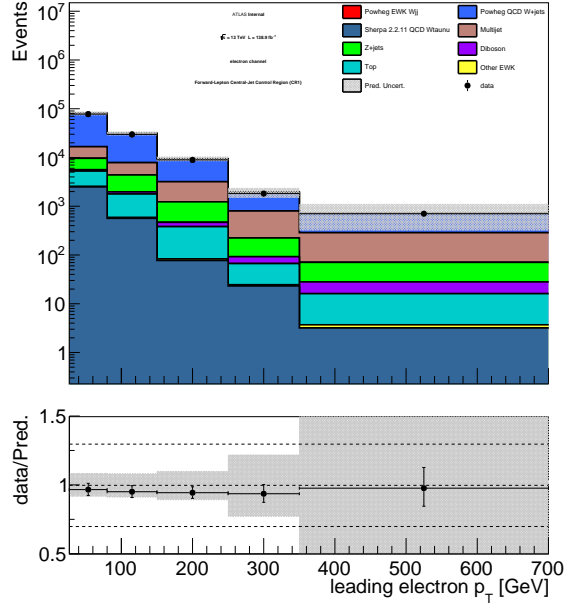 Events
10⁷
10⁶
10⁵
10⁴
10³
10²
10
1
ATLAS Internal
√s = 13 TeV L = 138.9 fb⁻¹
electron channel
Forward-Lepton Central-Jet Control Region (CR1)
Powheg EWK Wjj
Powheg QCD W+jets
Sherpa 2.2.11 QCD Wtaunu
Multijet
Z+jets
Diboson
Top
Other EWK
Pred. Uncert.
data
data/Pred.
1.5
1
0.5
100 200 300 400 500 600 700
leading electron p_T [GeV]